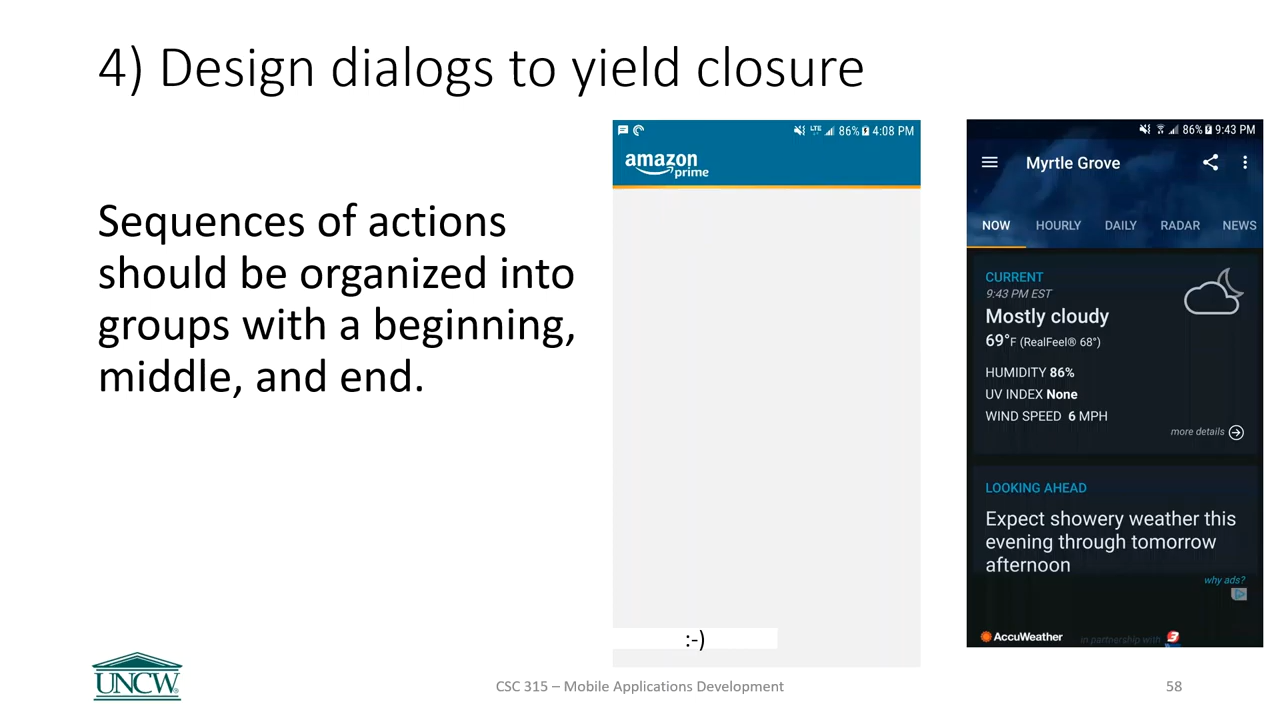 4) Design dialogs to yield closure
Sequences of actions
should be organized into
groups with a beginning,
middle, and end.
LTE 86% 4:08 PM
amazon
prime
:-)
86% 9:43 PM
Myrtle Grove
NOW HOURLY DAILY RADAR NEWS
CURRENT
9:43 PM EST
Mostly cloudy
69°F (RealFeel® 68°)
HUMIDITY 86%
UV INDEX None
WIND SPEED 6 MPH
more details
LOOKING AHEAD
Expect showery weather this
evening through tomorrow
afternoon
why ads?
AccuWeather in partnership with
UNCW
CSC 315 – Mobile Applications Development
58